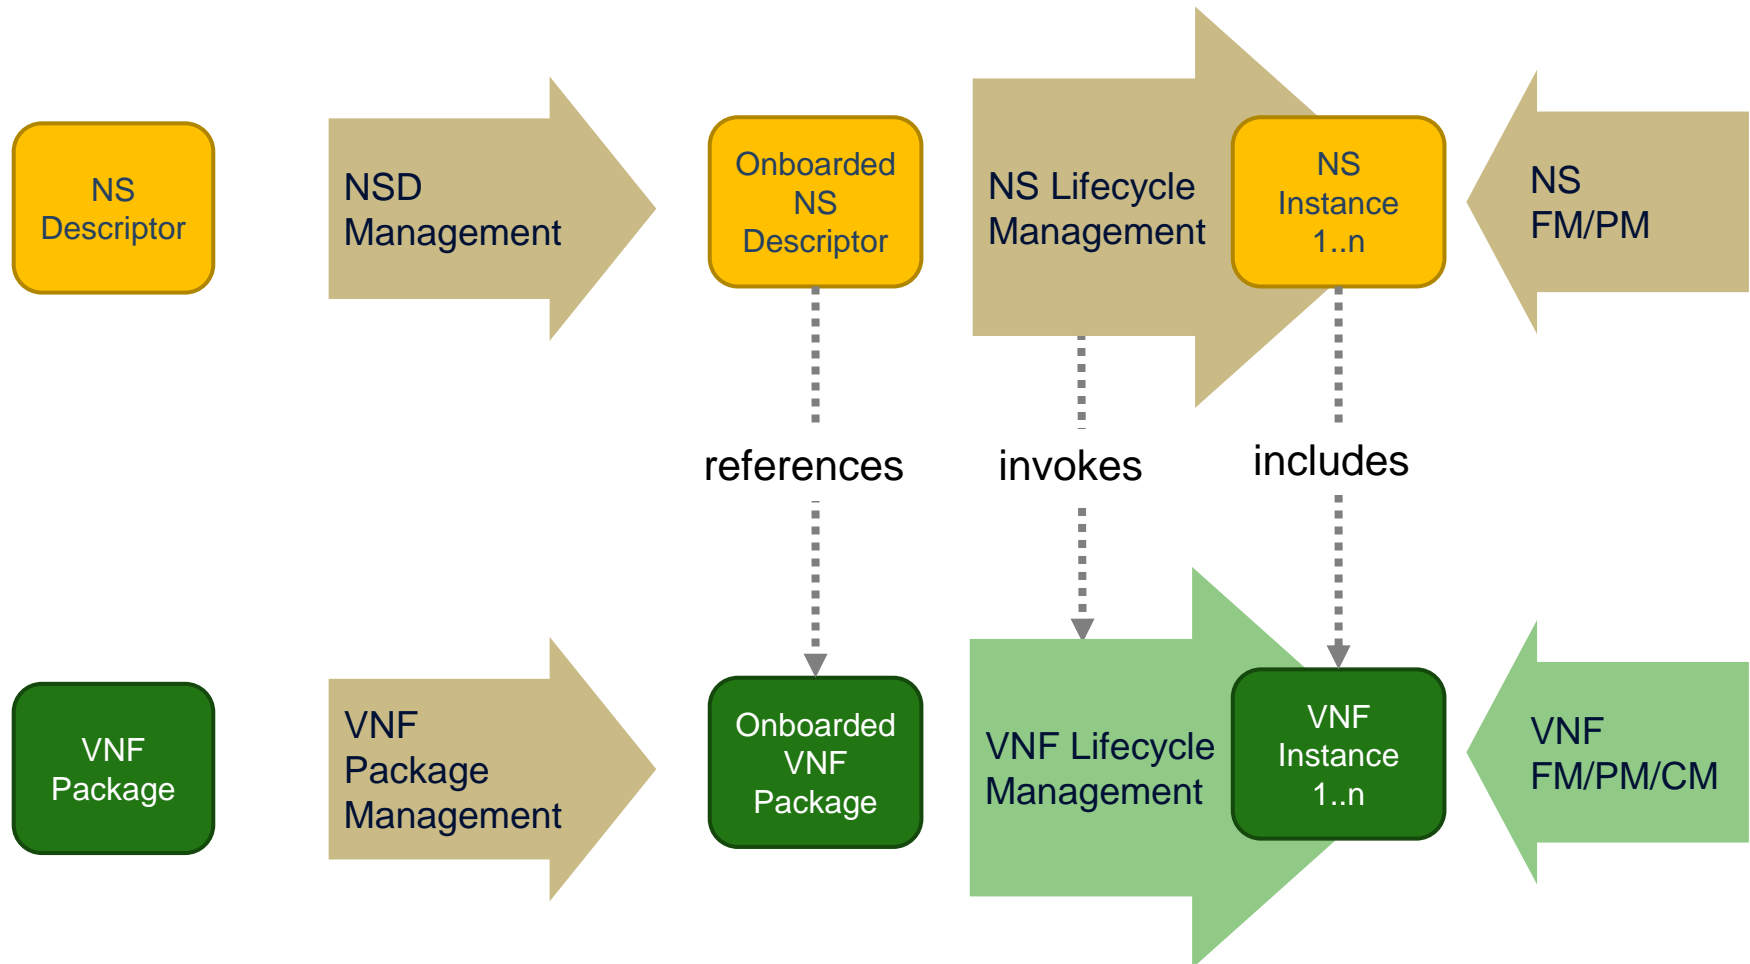 NS
Descriptor
NSD
Management
Onboarded
NS
Descriptor
NS Lifecycle
Management
NS
Instance
1..n
NS
FM/PM
references
invokes
includes
VNF
Package
VNF
Package
Management
Onboarded
VNF
Package
VNF Lifecycle
Management
VNF
Instance
1..n
VNF
FM/PM/CM